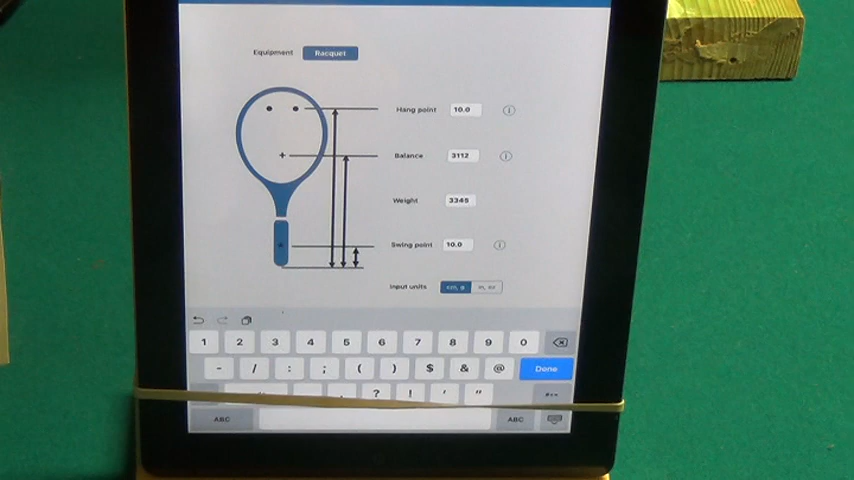 Equipment Racquet
Hang point 10.0 i
Balance 3112 i
Weight 3345
Swing point 10.0 i
Input units cm, g in, oz
1 2 3 4 5 6 7 8 9 0
- / : ; ( ) $ & @ Done
. ? ! ' " #+=
ABC ABC